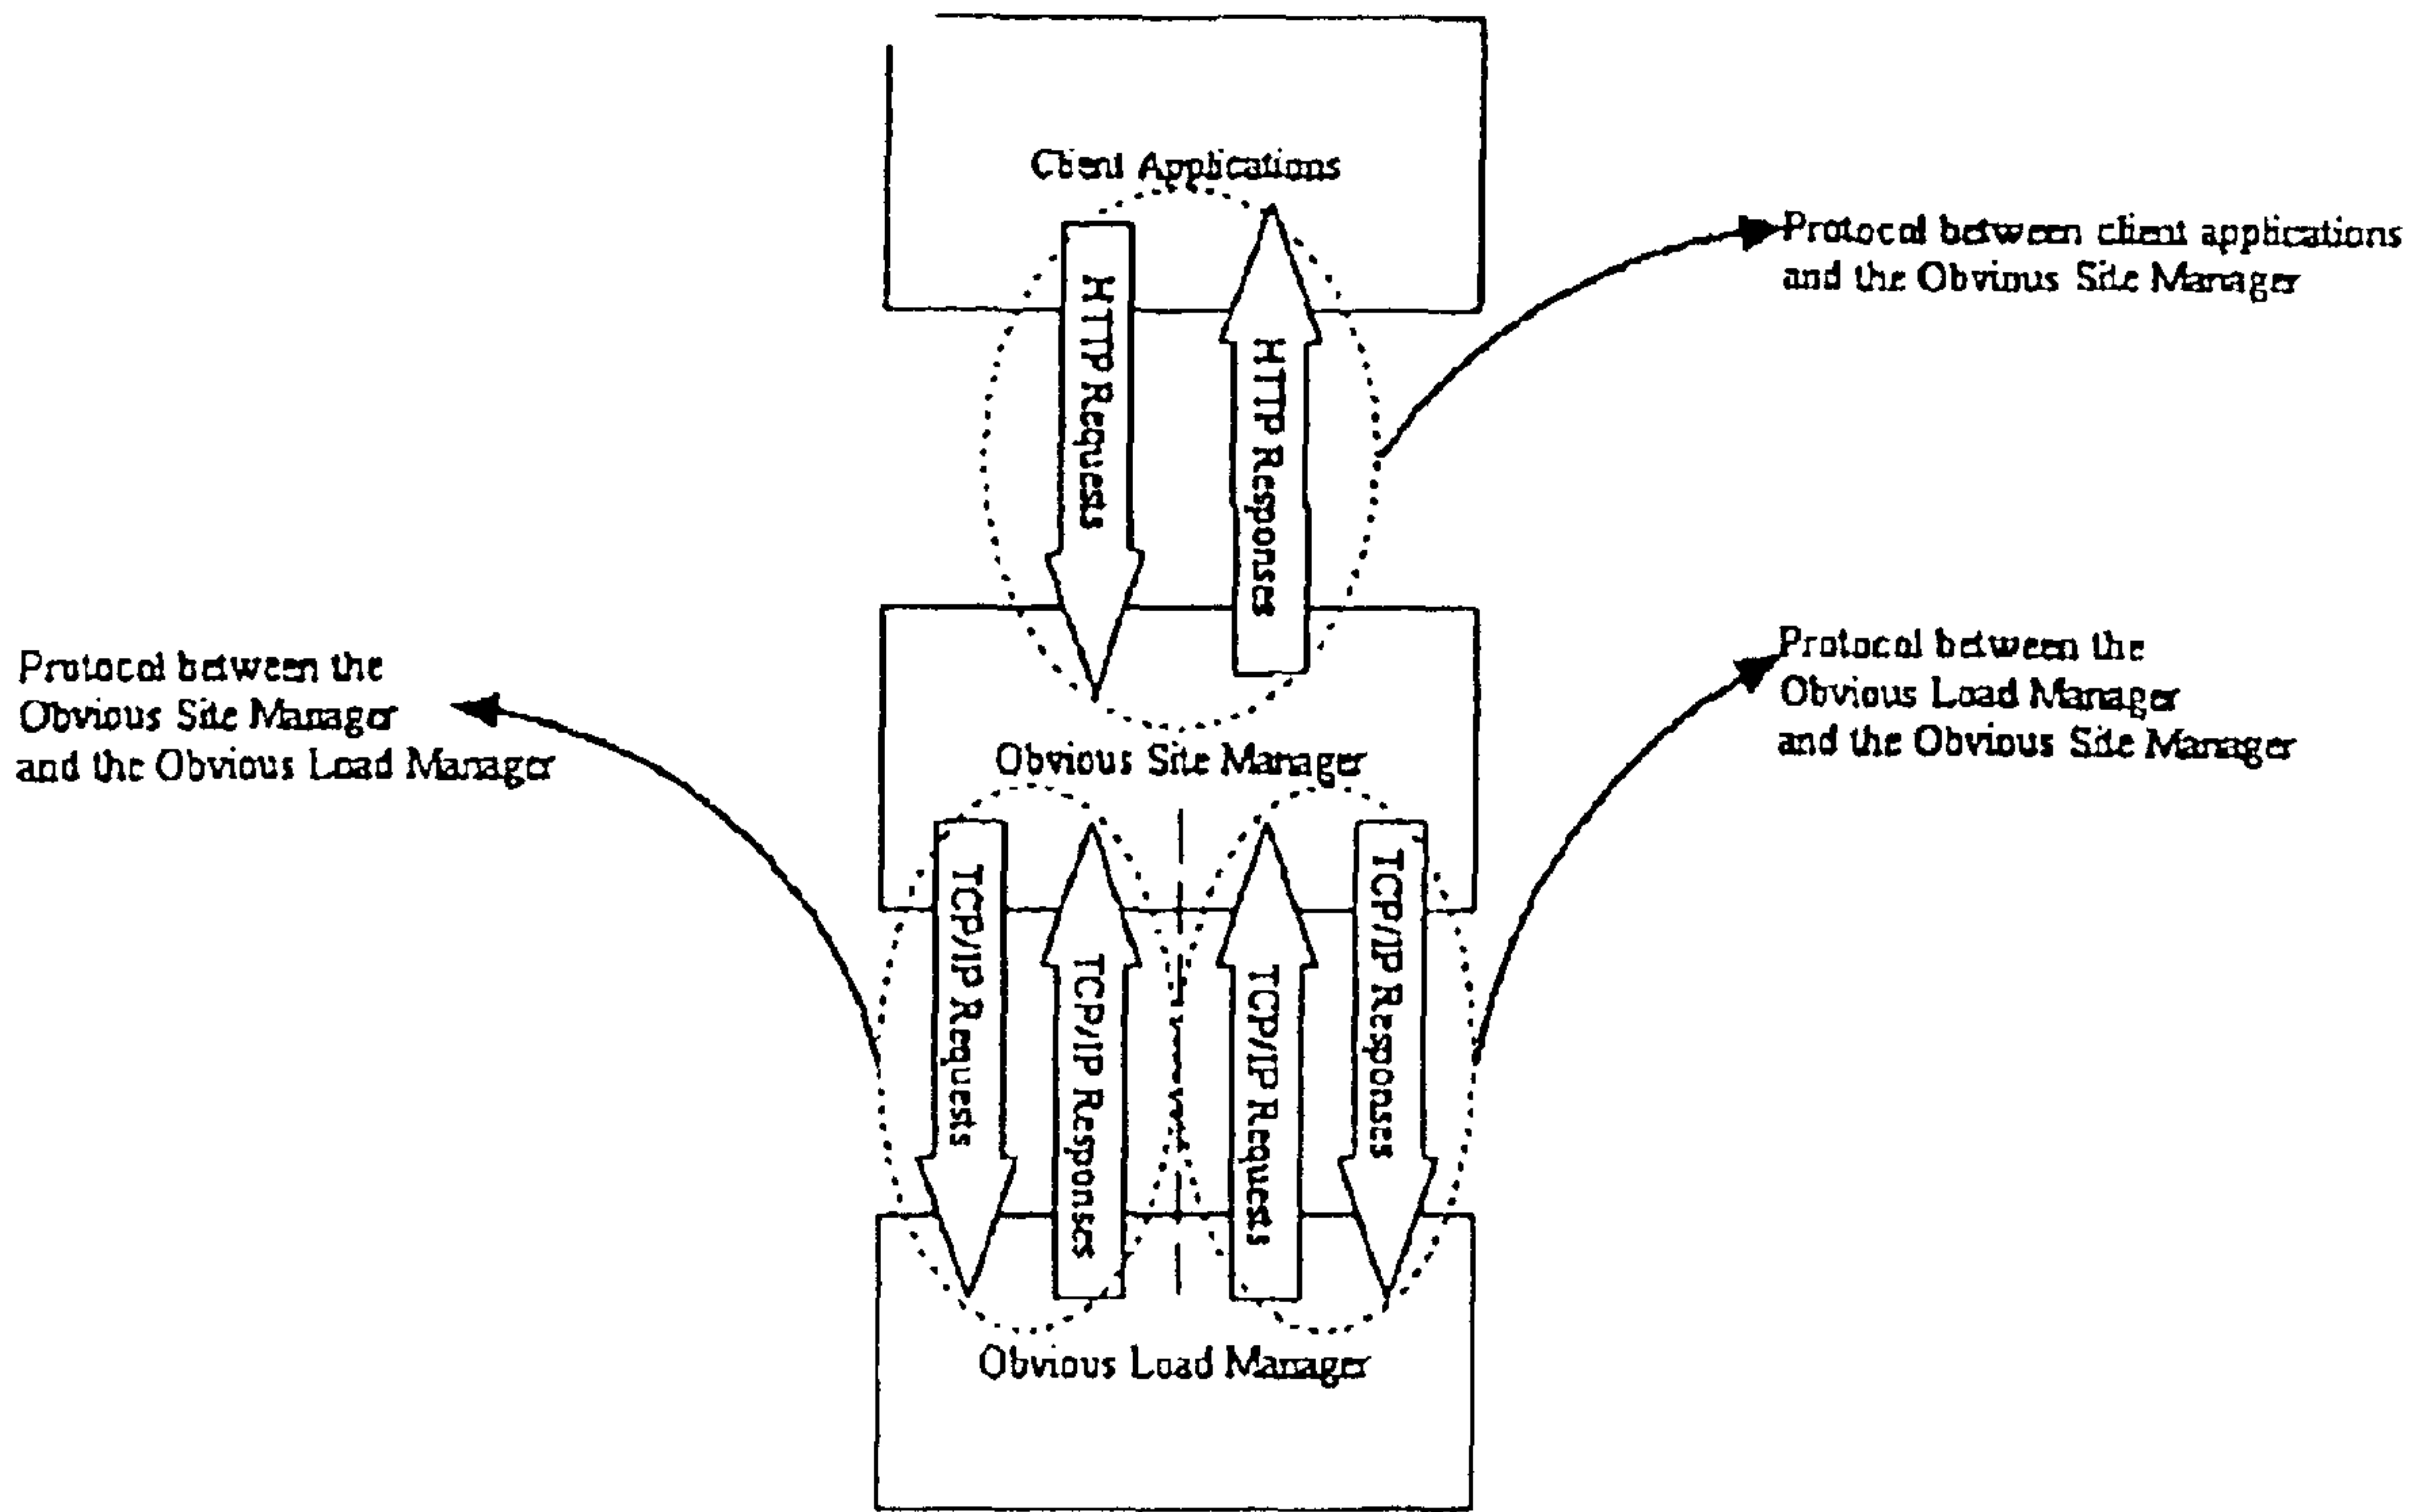 Client Applications
HTTP Requests
HTTP Responses
Protocol between client applications
and the Obvious Site Manager
Protocol between the
Obvious Site Manager
and the Obvious Load Manager
Protocol between the
Obvious Load Manager
and the Obvious Site Manager
Obvious Site Manager
TCP/IP Requests
TCP/IP Responses
TCP/IP Requests
TCP/IP Responses
Obvious Load Manager